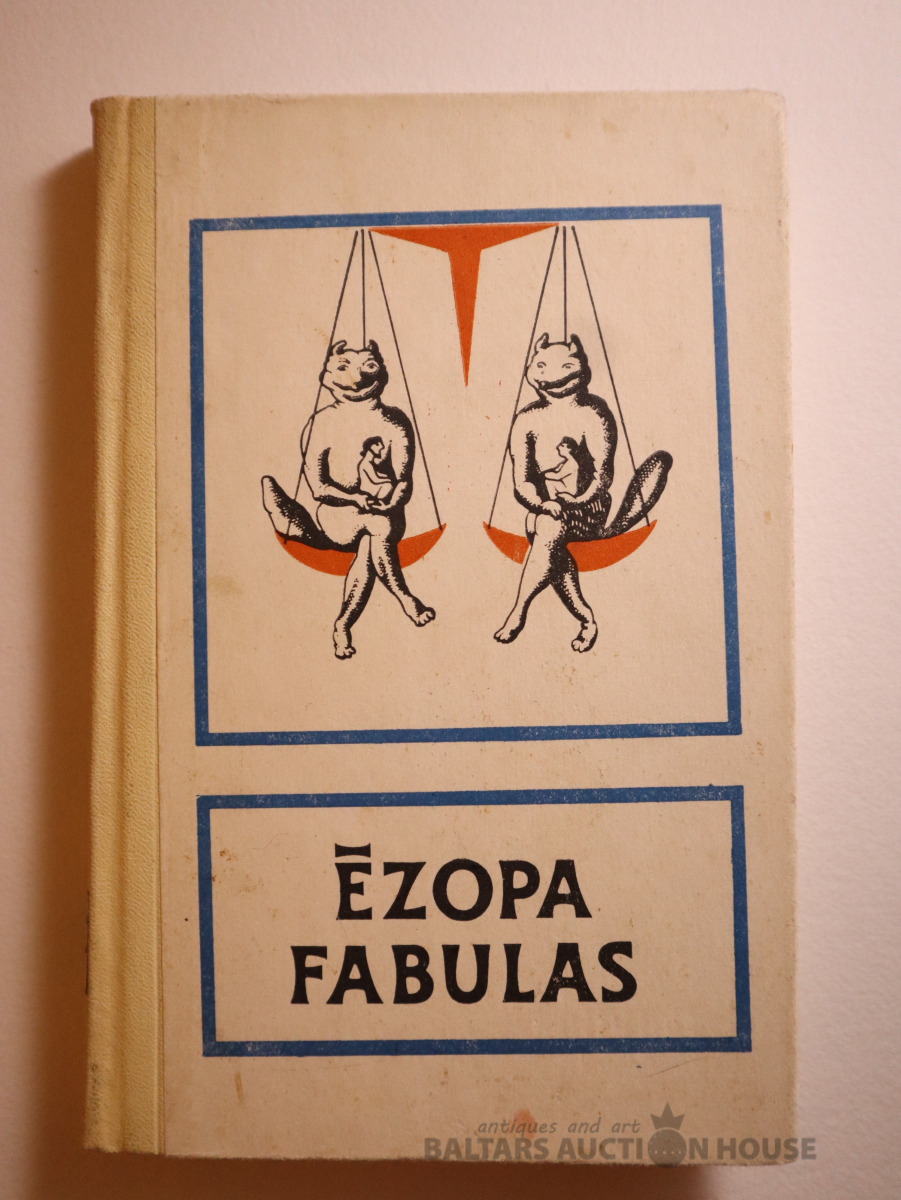 ĒZOPA
FABULAS
antiques and art
BALTARS AUCTION HOUSE